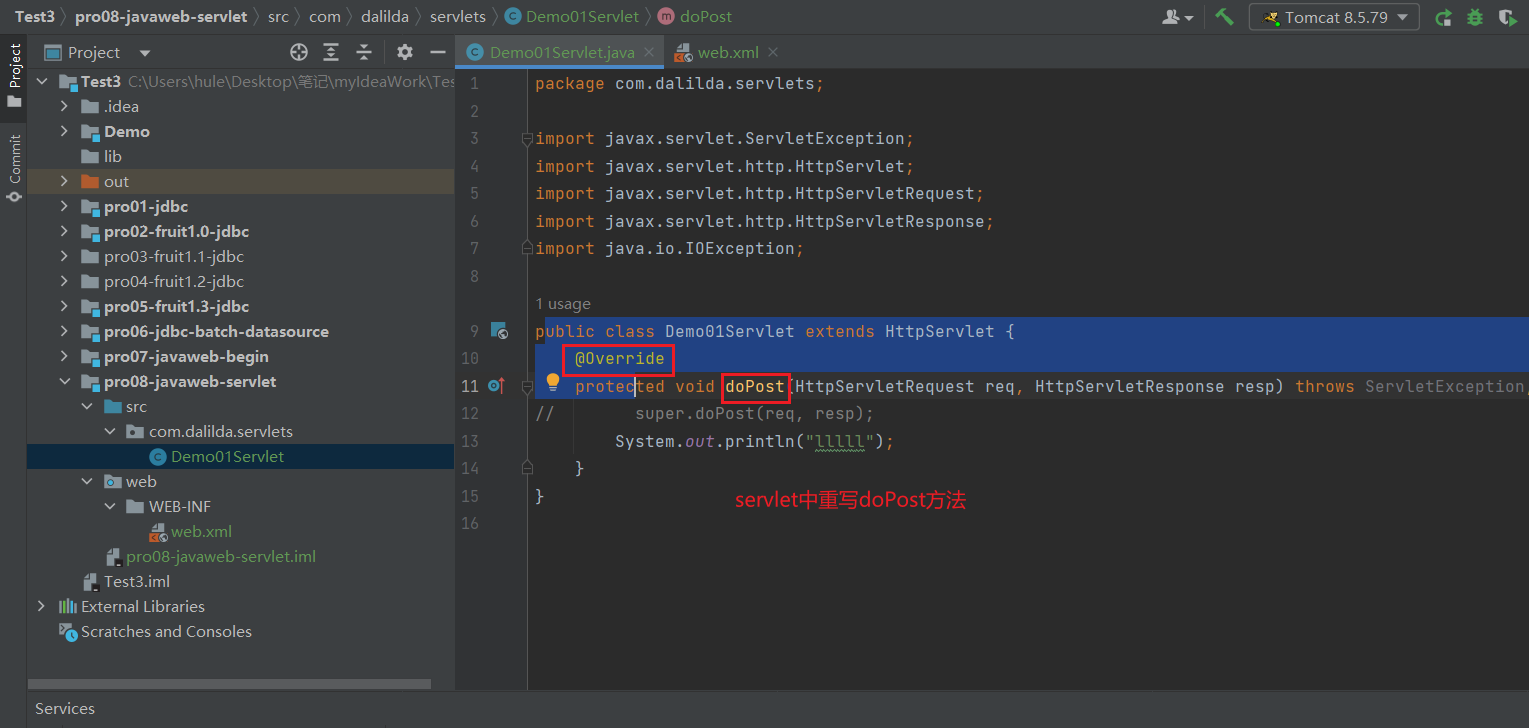 Test3 pro08-javaweb-servlet src com dalilda servlets Demo01Servlet doPost
Tomcat 8.5.79
Project
Commit
Project
Test3 C:\Users\hule\Desktop\笔记\myIdeaWork\Tes
.idea
Demo
lib
out
pro01-jdbc
pro02-fruit1.0-jdbc
pro03-fruit1.1-jdbc
pro04-fruit1.2-jdbc
pro05-fruit1.3-jdbc
pro06-jdbc-batch-datasource
pro07-javaweb-begin
pro08-javaweb-servlet
src
com.dalilda.servlets
Demo01Servlet
web
WEB-INF
web.xml
pro08-javaweb-servlet.iml
Test3.iml
External Libraries
Scratches and Consoles
Demo01Servlet.java web.xml
1 package com.dalilda.servlets;
2
3 import javax.servlet.ServletException;
4 import javax.servlet.http.HttpServlet;
5 import javax.servlet.http.HttpServletRequest;
6 import javax.servlet.http.HttpServletResponse;
7 import java.io.IOException;
8
1 usage
9 public class Demo01Servlet extends HttpServlet {
10 @Override
11 protected void doPost(HttpServletRequest req, HttpServletResponse resp) throws ServletException,
12 // super.doPost(req, resp);
13 System.out.println("lllll");
14 }
15 }
servlet中重写doPost方法
16
Services